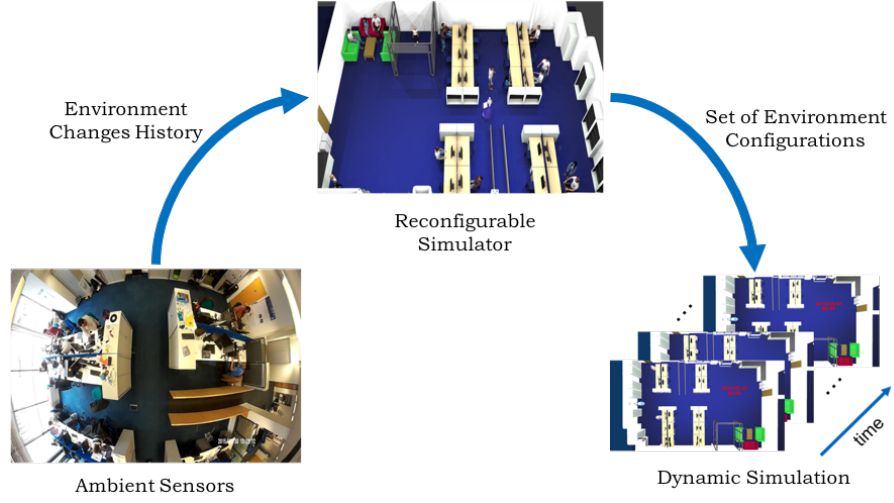 Environment
Changes History
Set of Environment
Configurations
Reconfigurable
Simulator
time
Ambient Sensors
Dynamic Simulation